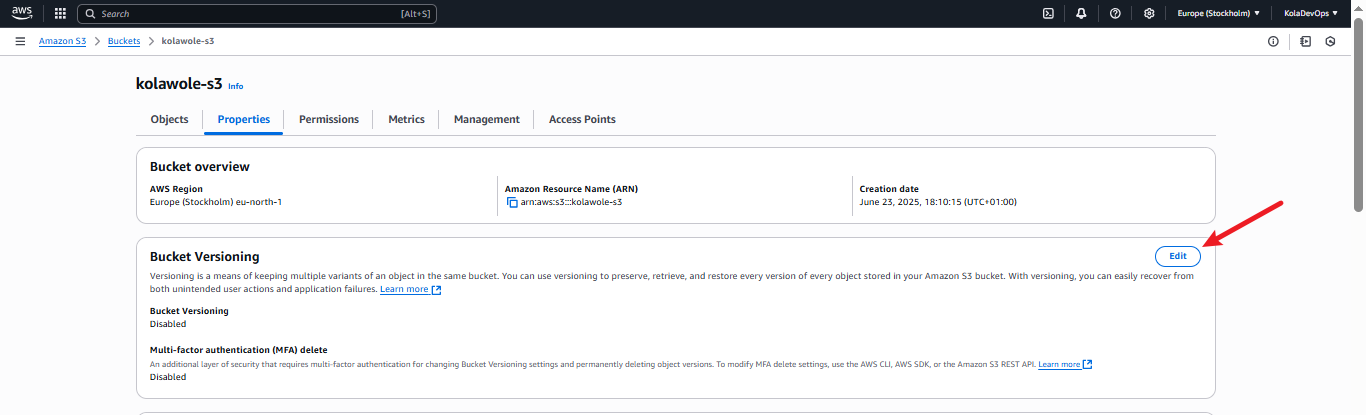 aws Search [Alt+S] Europe (Stockholm) KolaDevOps
Amazon S3 Buckets kolawole-s3
kolawole-s3 Info
Objects Properties Permissions Metrics Management Access Points
Bucket overview
AWS Region
Europe (Stockholm) eu-north-1
Amazon Resource Name (ARN)
arn:aws:s3:::kolawole-s3
Creation date
June 23, 2025, 18:10:15 (UTC+01:00)
Bucket Versioning
Edit
Versioning is a means of keeping multiple variants of an object in the same bucket. You can use versioning to preserve, retrieve, and restore every version of every object stored in your Amazon S3 bucket. With versioning, you can easily recover from
both unintended user actions and application failures. Learn more
Bucket Versioning
Disabled
Multi-factor authentication (MFA) delete
An additional layer of security that requires multi-factor authentication for changing Bucket Versioning settings and permanently deleting object versions. To modify MFA delete settings, use the AWS CLI, AWS SDK, or the Amazon S3 REST API. Learn more
Disabled